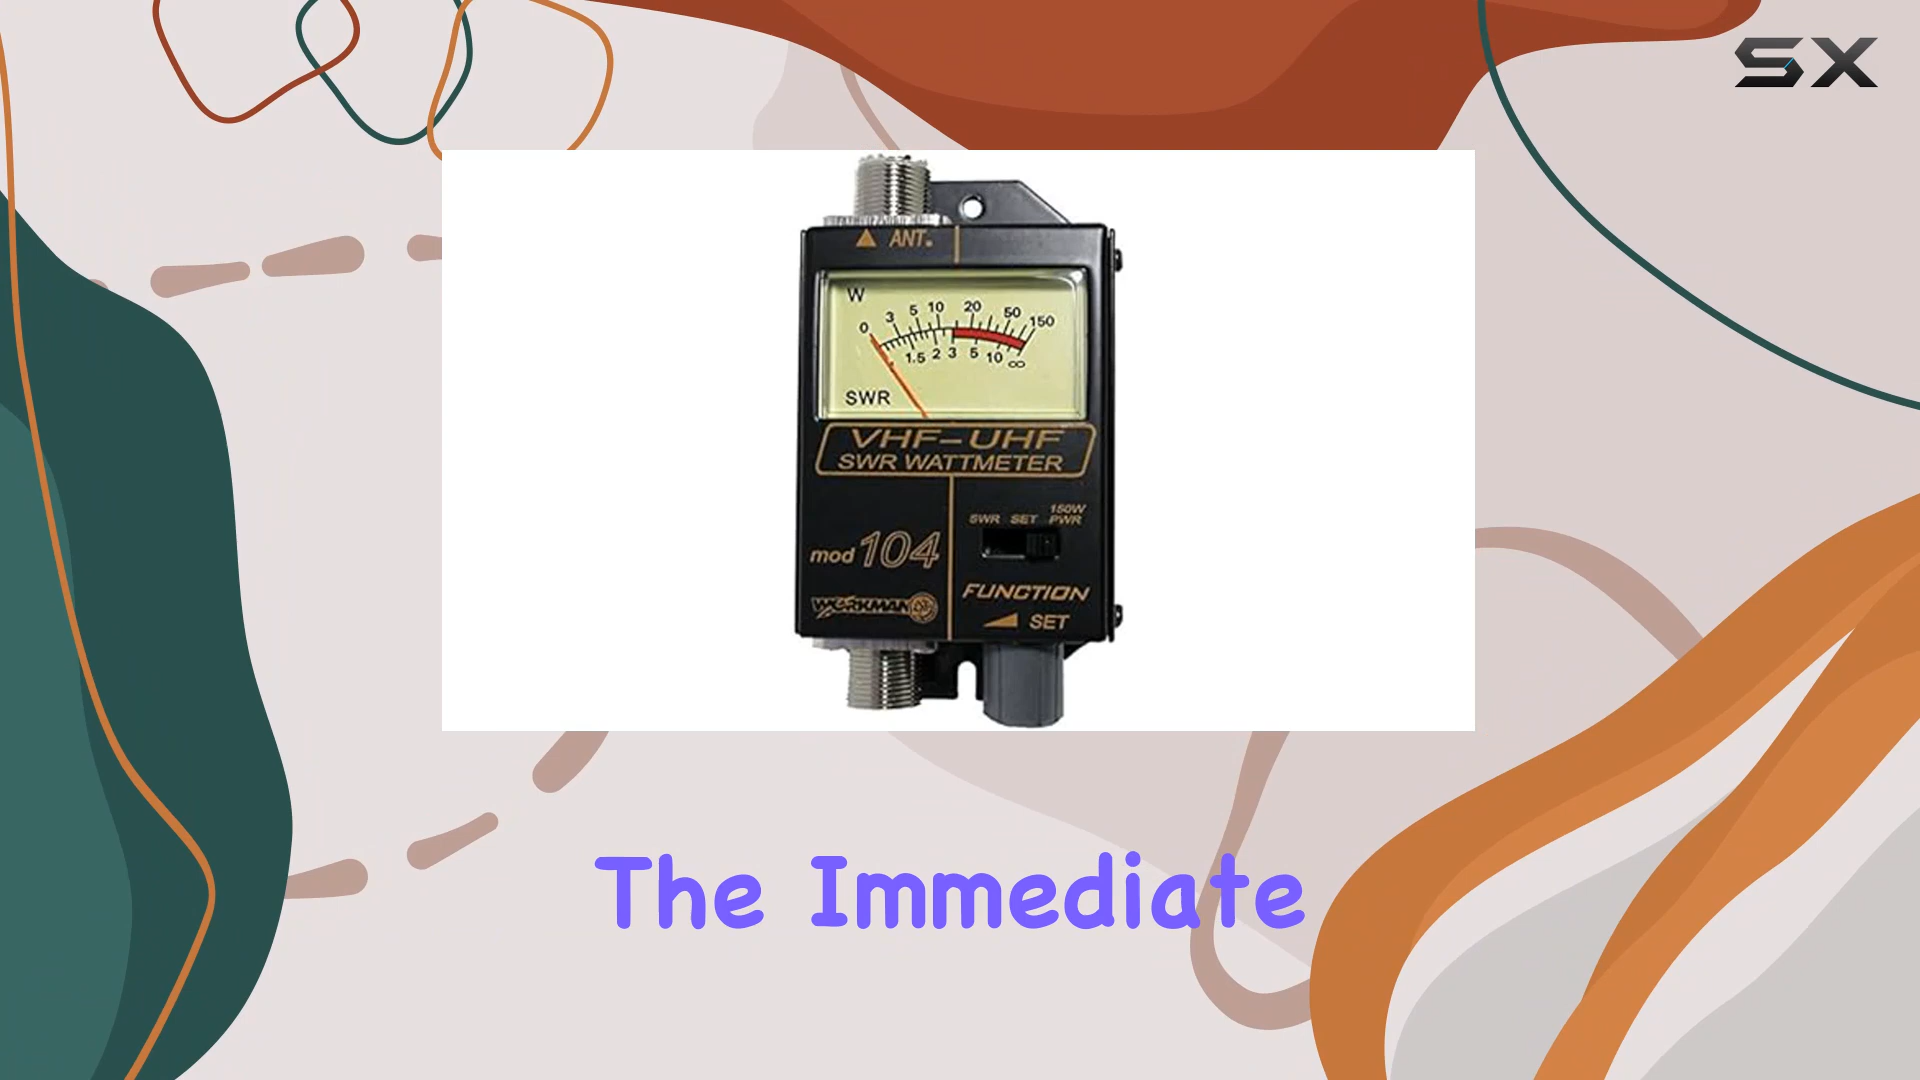 SX
ANT.
W
0 3 5 10 20 50 150
1.5 2 3 5 10 ∞
SWR
VHF–UHF
SWR WATTMETER
150W
SWR SET PWR
mod 104
WORKMAN
FUNCTION
SET
The Immediate